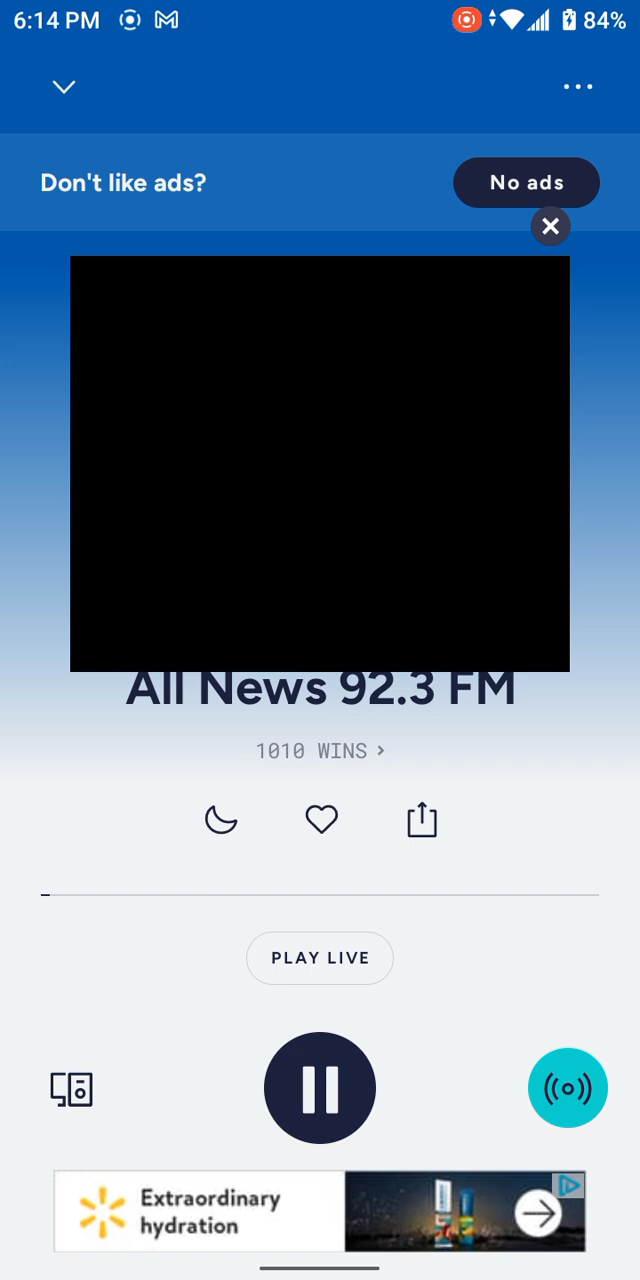 6:14 PM
84%
Don't like ads?
No ads
All News 92.3 FM
1010 WINS
PLAY LIVE
Extraordinary
hydration